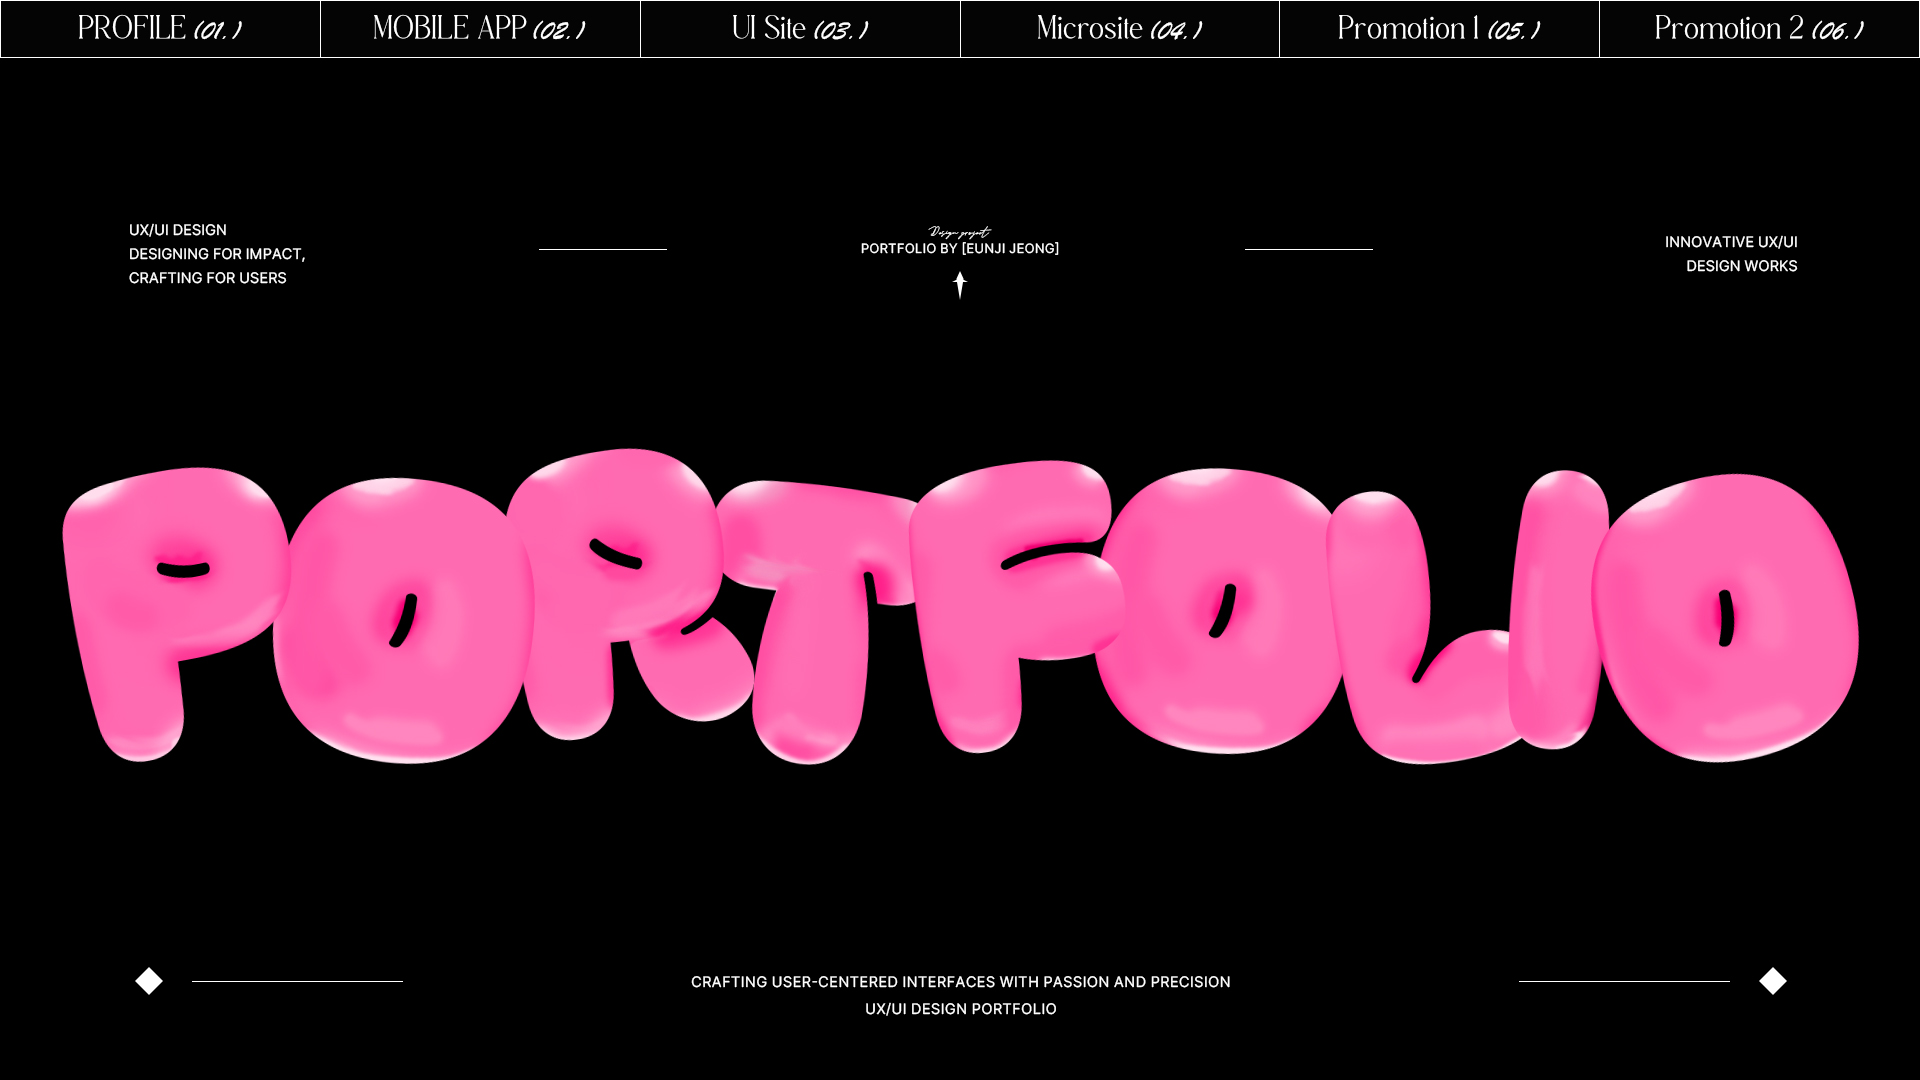 PROFILE (01.)
MOBILE APP (02.)
UI Site (03.)
Microsite (04.)
Promotion 1 (05.)
Promotion 2 (06.)
UX/UI DESIGN
DESIGNING FOR IMPACT,
CRAFTING FOR USERS
Design project
PORTFOLIO BY [EUNJI JEONG]
INNOVATIVE UX/UI
DESIGN WORKS
PORTFOLIO
CRAFTING USER-CENTERED INTERFACES WITH PASSION AND PRECISION
UX/UI DESIGN PORTFOLIO